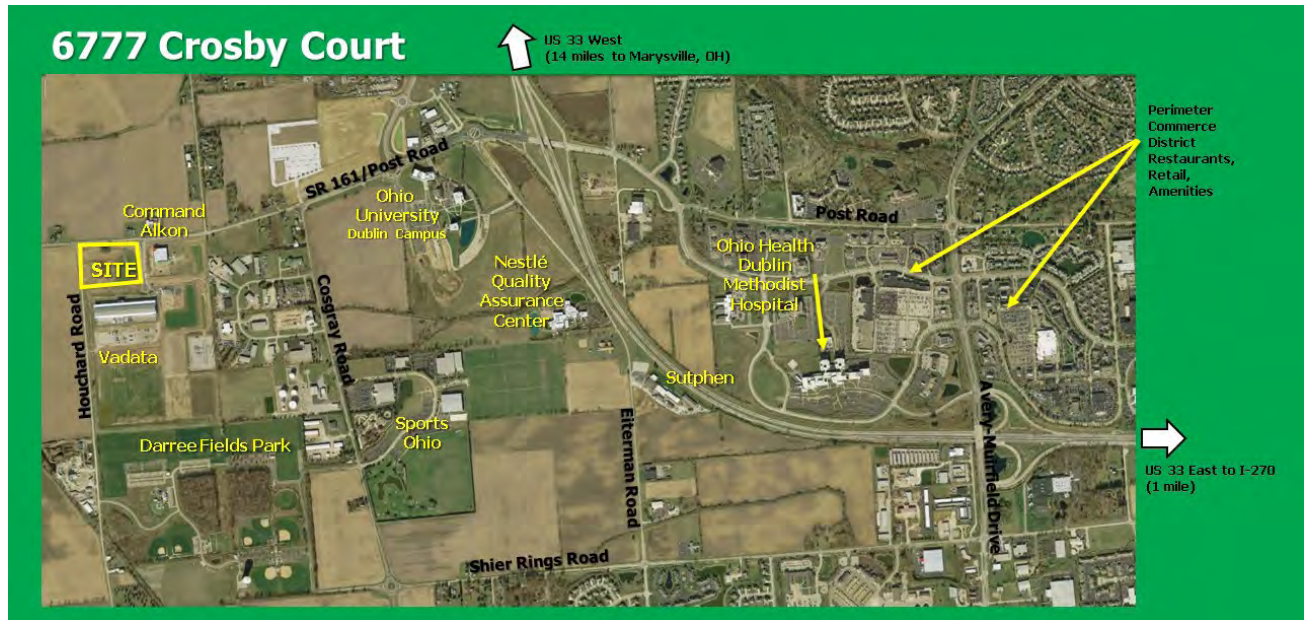 6777 Crosby Court
US 33 West
(14 miles to Marysville, OH)
Perimeter
Commerce
District
Restaurants,
Retail,
Amenities
SR 161/Post Road
Command
Alkon
Ohio
University
Dublin Campus
Post Road
SITE
Nestlé
Quality
Assurance
Center
Ohio Health
Dublin
Methodist
Hospital
Houchard Road
Cosgray Road
Vadata
Sutphen
Eiterman Road
Avery-Muirfield Drive
Sports
Ohio
Darree Fields Park
US 33 East to I-270
(1 mile)
Shier Rings Road